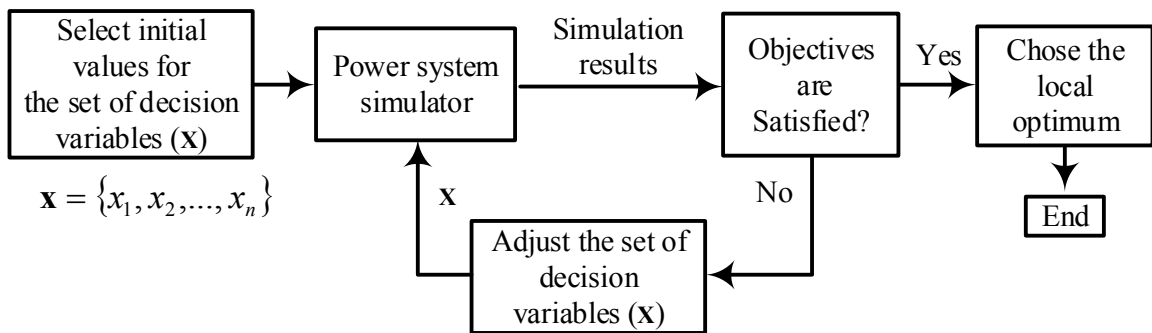 Select initial
values for
the set of decision
variables (x)
x = {x1, x2,..., xn}
Power system
simulator
Simulation
results
Objectives
are
Satisfied?
Yes
Chose the
local
optimum
End
No
Adjust the set of
decision
variables (x)
x